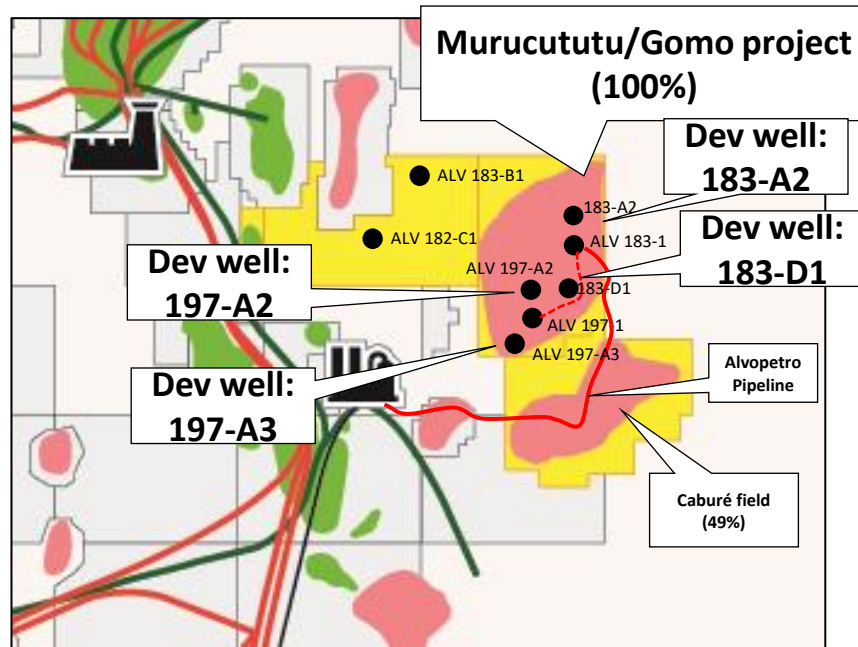 Murucututu/Gomo project
(100%)
Dev well:
183-A2
ALV 183-B1
183-A2
ALV 182-C1
ALV 183-1
Dev well:
183-D1
Dev well:
197-A2
ALV 197-A2
183-D1
ALV 197-1
ALV 197-A3
Dev well:
197-A3
Alvopetro
Pipeline
Caburé field
(49%)